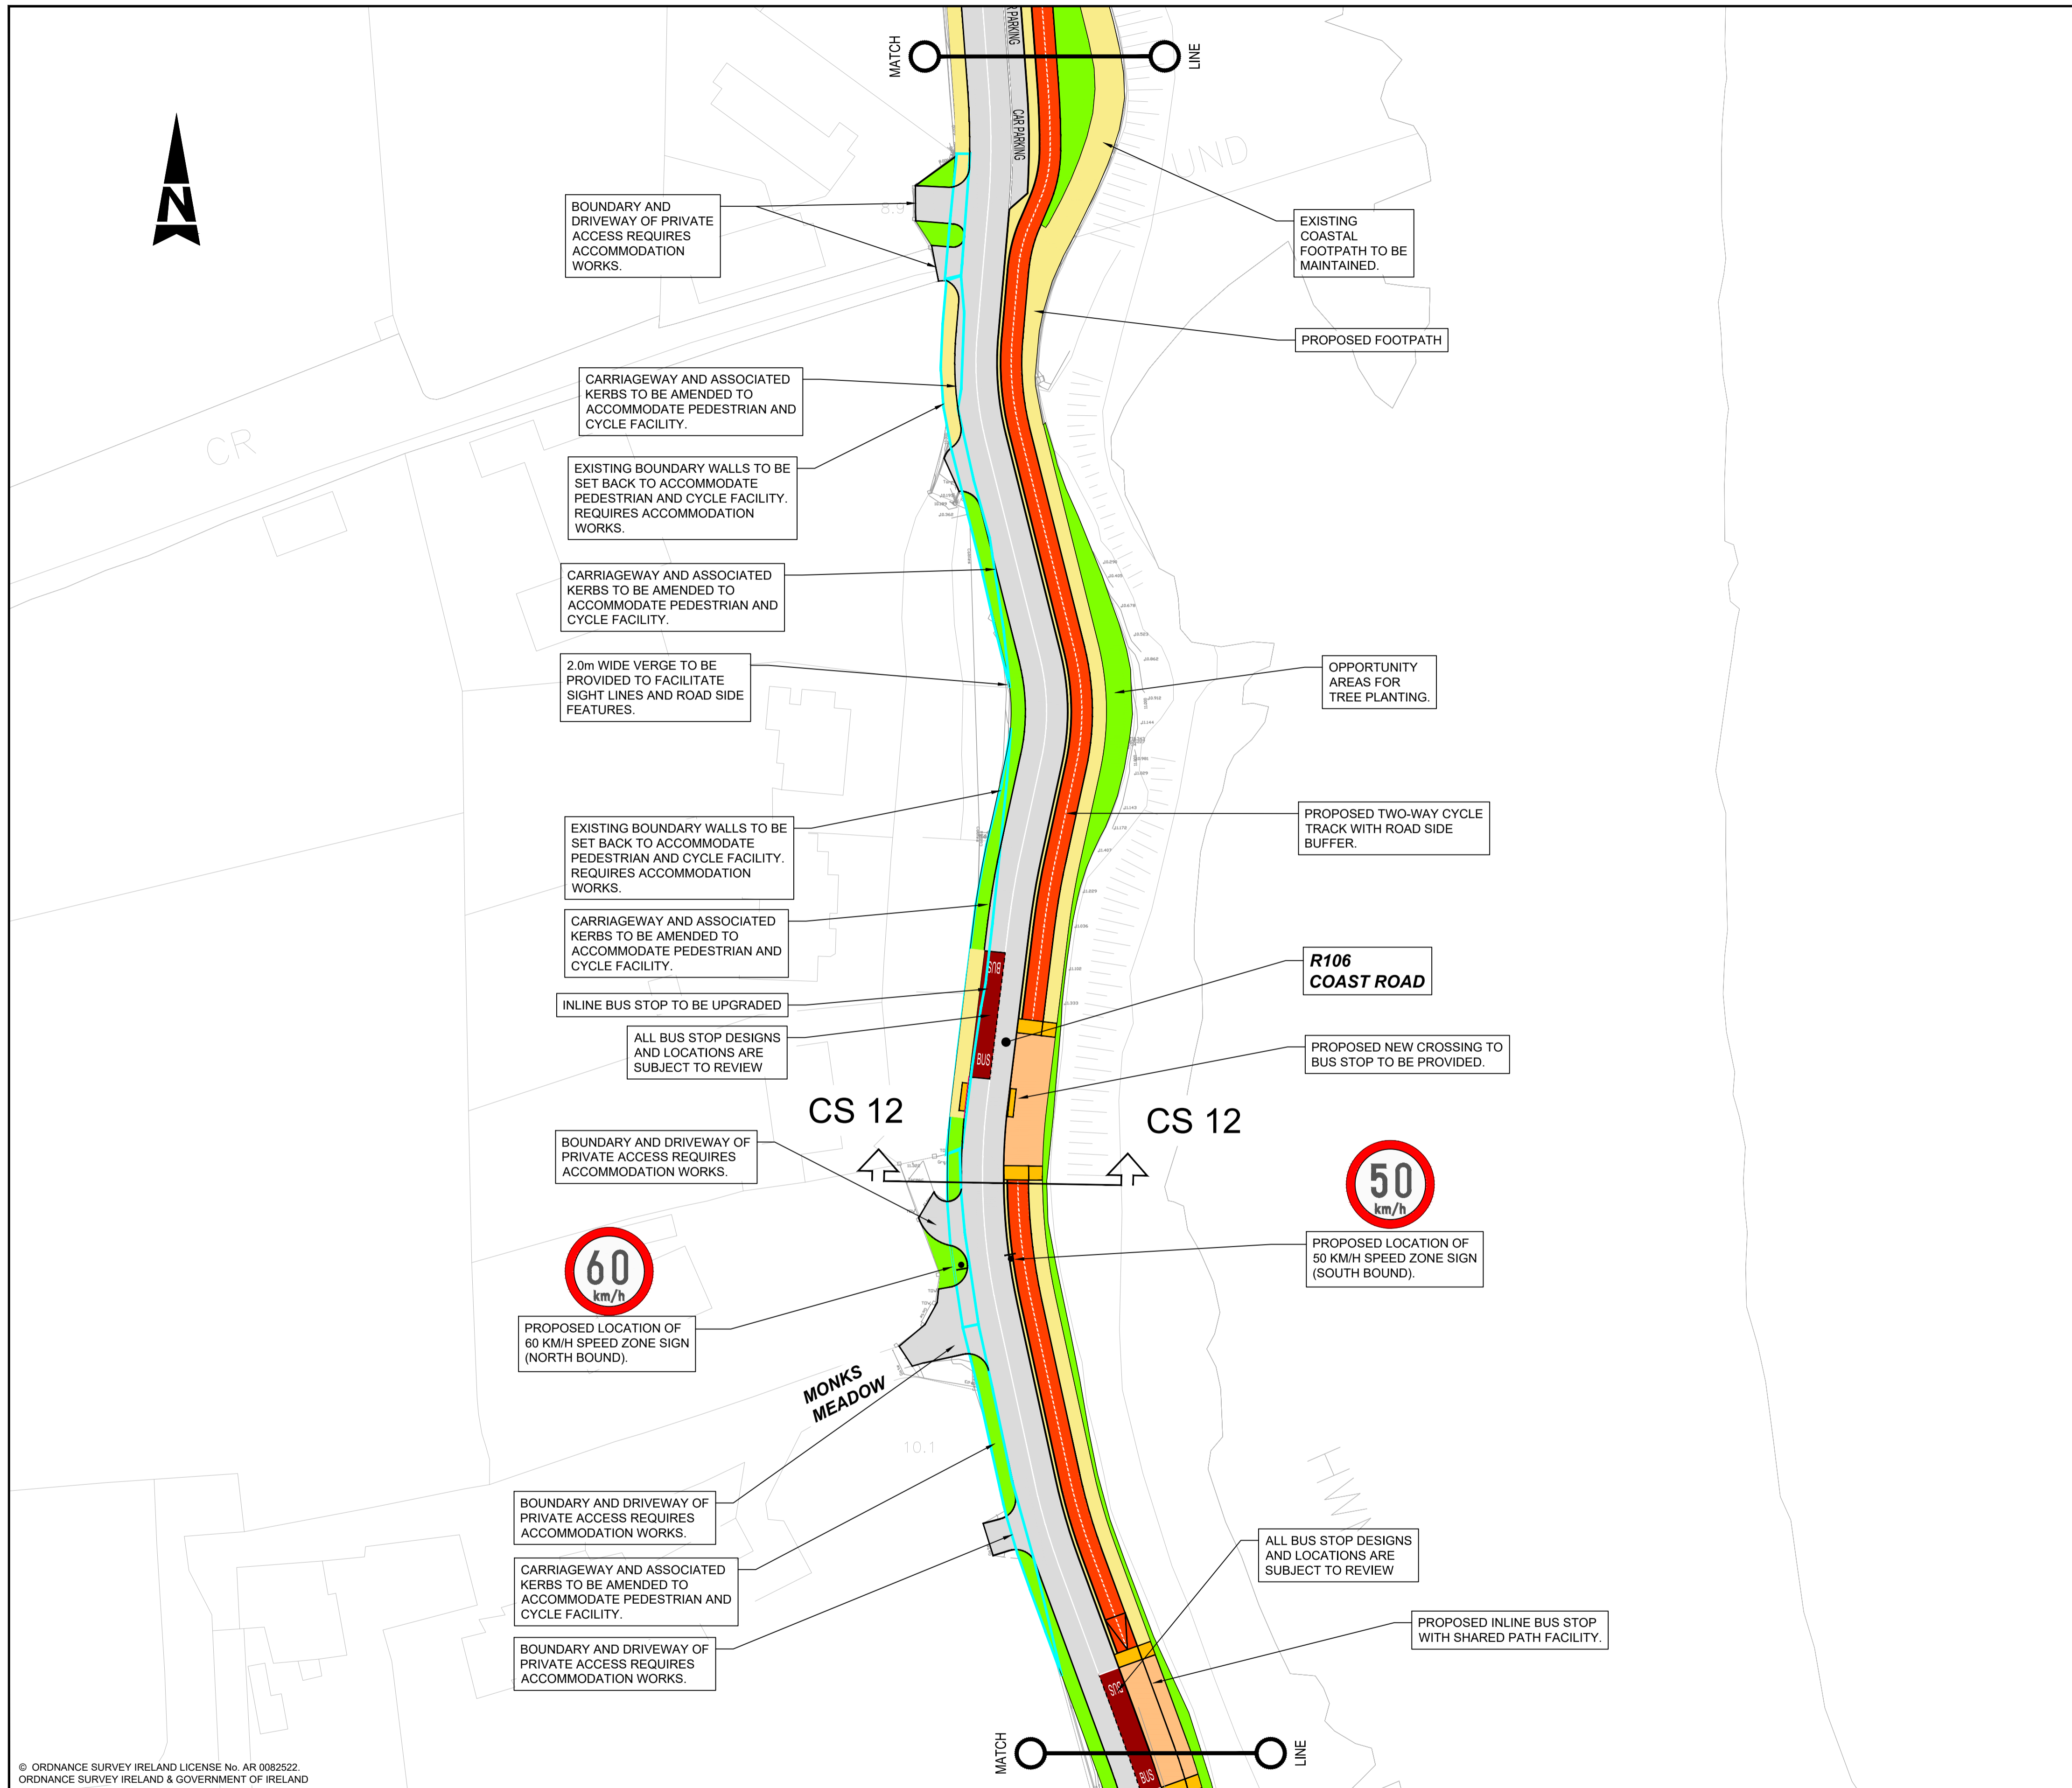 MATCH
LINE
CAR PARKING
N
UND
8.9
BOUNDARY AND
DRIVEWAY OF PRIVATE
ACCESS REQUIRES
ACCOMMODATION
WORKS.
EXISTING
COASTAL
FOOTPATH TO BE
MAINTAINED.
PROPOSED FOOTPATH
CARRIAGEWAY AND ASSOCIATED
KERBS TO BE AMENDED TO
ACCOMMODATE PEDESTRIAN AND
CYCLE FACILITY.
CR
EXISTING BOUNDARY WALLS TO BE
SET BACK TO ACCOMMODATE
PEDESTRIAN AND CYCLE FACILITY.
REQUIRES ACCOMMODATION
WORKS.
CARRIAGEWAY AND ASSOCIATED
KERBS TO BE AMENDED TO
ACCOMMODATE PEDESTRIAN AND
CYCLE FACILITY.
2.0m WIDE VERGE TO BE
PROVIDED TO FACILITATE
SIGHT LINES AND ROAD SIDE
FEATURES.
OPPORTUNITY
AREAS FOR
TREE PLANTING.
EXISTING BOUNDARY WALLS TO BE
SET BACK TO ACCOMMODATE
PEDESTRIAN AND CYCLE FACILITY.
REQUIRES ACCOMMODATION
WORKS.
PROPOSED TWO-WAY CYCLE
TRACK WITH ROAD SIDE
BUFFER.
CARRIAGEWAY AND ASSOCIATED
KERBS TO BE AMENDED TO
ACCOMMODATE PEDESTRIAN AND
CYCLE FACILITY.
BUS
R106
COAST ROAD
INLINE BUS STOP TO BE UPGRADED
ALL BUS STOP DESIGNS
AND LOCATIONS ARE
SUBJECT TO REVIEW
BUS
PROPOSED NEW CROSSING TO
BUS STOP TO BE PROVIDED.
CS 12
CS 12
BOUNDARY AND DRIVEWAY OF
PRIVATE ACCESS REQUIRES
ACCOMMODATION WORKS.
50
km/h
PROPOSED LOCATION OF
50 KM/H SPEED ZONE SIGN
(SOUTH BOUND).
60
km/h
PROPOSED LOCATION OF
60 KM/H SPEED ZONE SIGN
(NORTH BOUND).
MONKS
MEADOW
10.1
HWM
BOUNDARY AND DRIVEWAY OF
PRIVATE ACCESS REQUIRES
ACCOMMODATION WORKS.
ALL BUS STOP DESIGNS
AND LOCATIONS ARE
SUBJECT TO REVIEW
CARRIAGEWAY AND ASSOCIATED
KERBS TO BE AMENDED TO
ACCOMMODATE PEDESTRIAN AND
CYCLE FACILITY.
PROPOSED INLINE BUS STOP
WITH SHARED PATH FACILITY.
BOUNDARY AND DRIVEWAY OF
PRIVATE ACCESS REQUIRES
ACCOMMODATION WORKS.
BUS
MATCH
LINE
BUS
© ORDNANCE SURVEY IRELAND LICENSE No. AR 0082522.
ORDNANCE SURVEY IRELAND & GOVERNMENT OF IRELAND